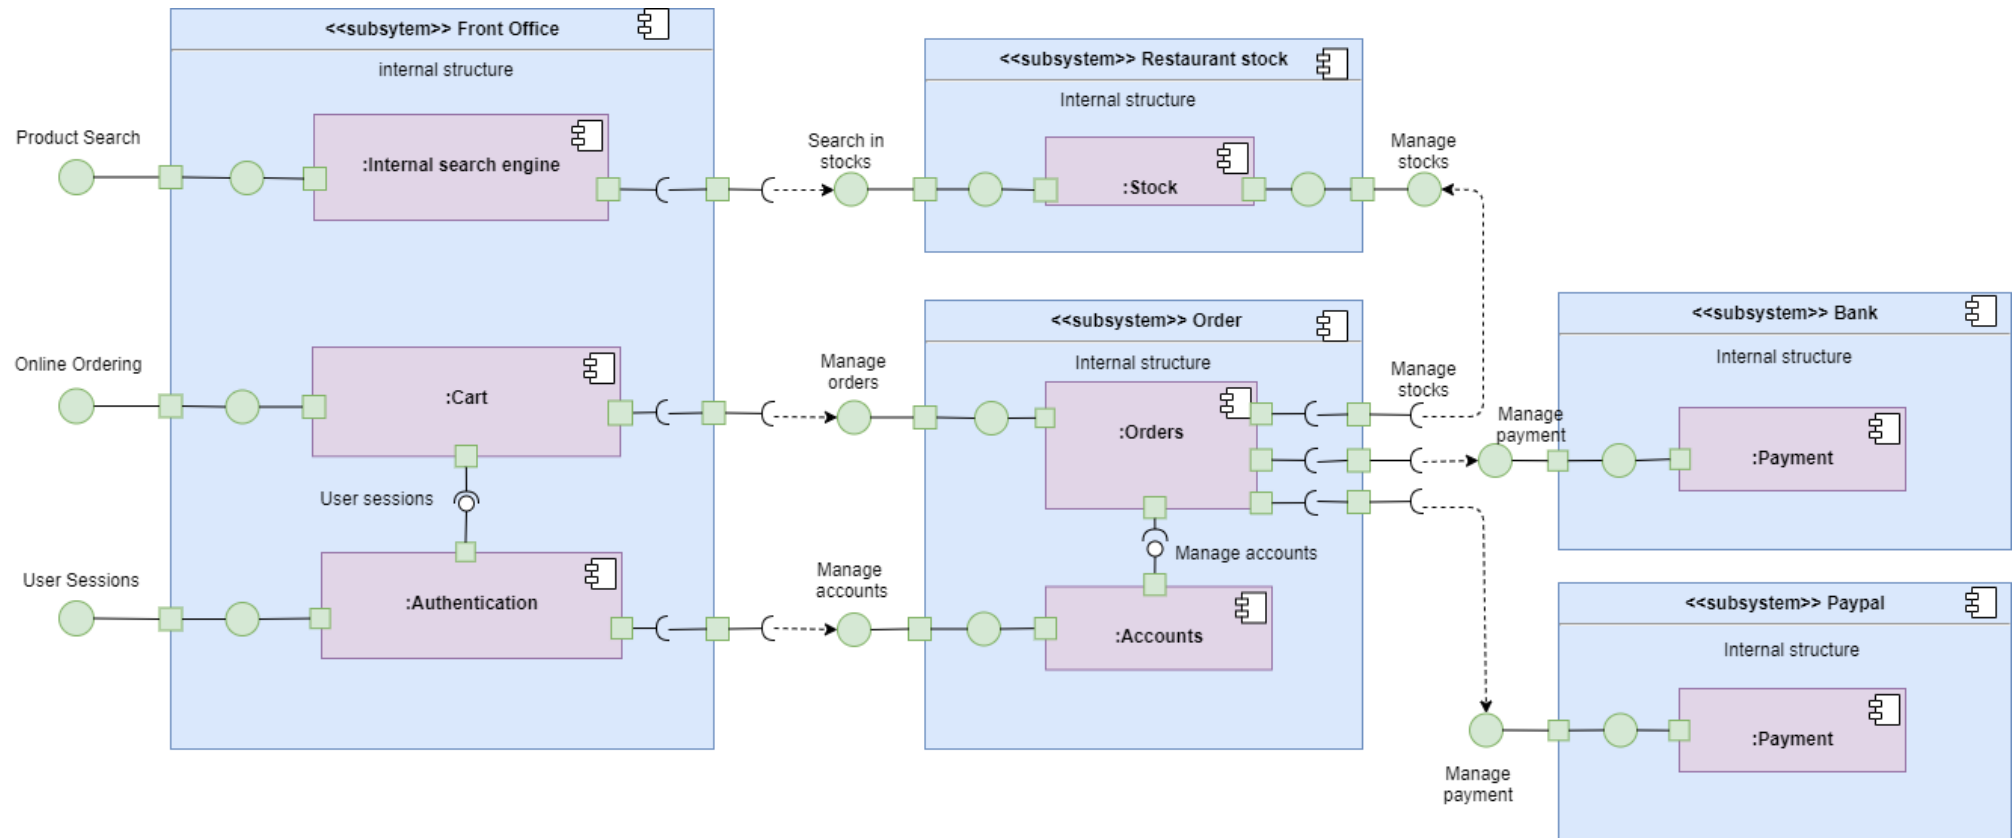 <<subsytem>> Front Office
internal structure
Product Search
:Internal search engine
Online Ordering
:Cart
User sessions
User Sessions
:Authentication
Search in
stocks
<<subsystem>> Restaurant stock
Internal structure
:Stock
Manage
stocks
Manage
orders
<<subsystem>> Order
Internal structure
:Orders
Manage accounts
Manage
accounts
:Accounts
Manage
stocks
Manage
payment
<<subsystem>> Bank
Internal structure
:Payment
<<subsystem>> Paypal
Internal structure
:Payment
Manage
payment